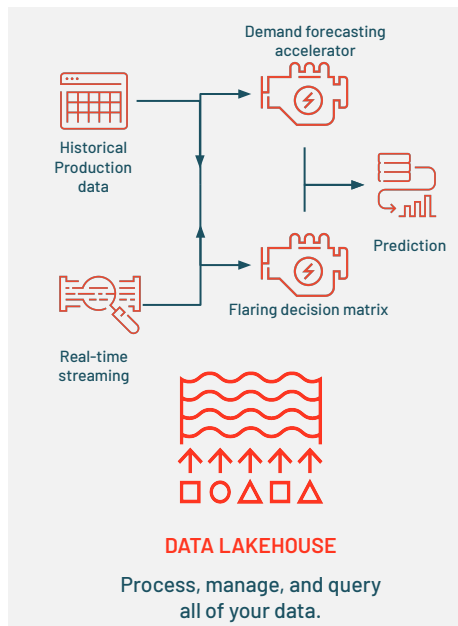 Demand forecasting
accelerator
Historical
Production
data
Prediction
Flaring decision matrix
Real-time
streaming
DATA LAKEHOUSE
Process, manage, and query
all of your data.